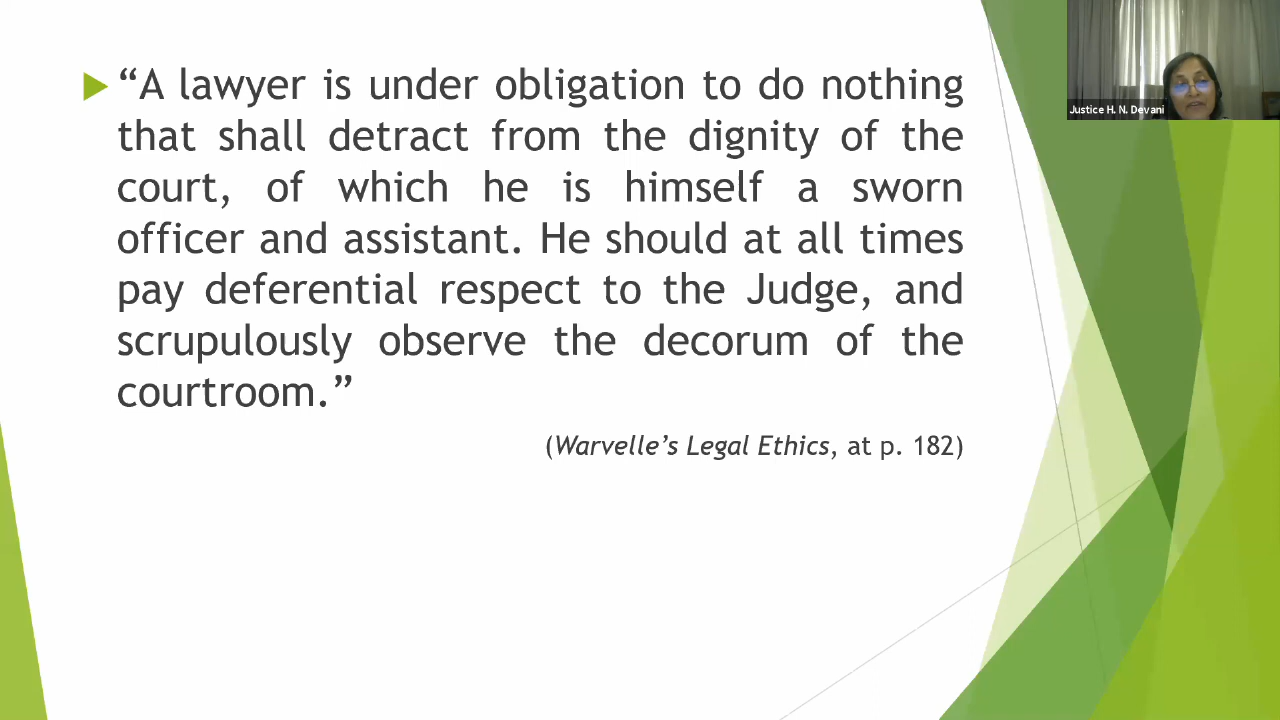 “A lawyer is under obligation to do nothing
that shall detract from the dignity of the
court, of which he is himself a sworn
officer and assistant. He should at all times
pay deferential respect to the Judge, and
scrupulously observe the decorum of the
courtroom.”
(Warvelle’s Legal Ethics, at p. 182)
Justice H. N. Devani